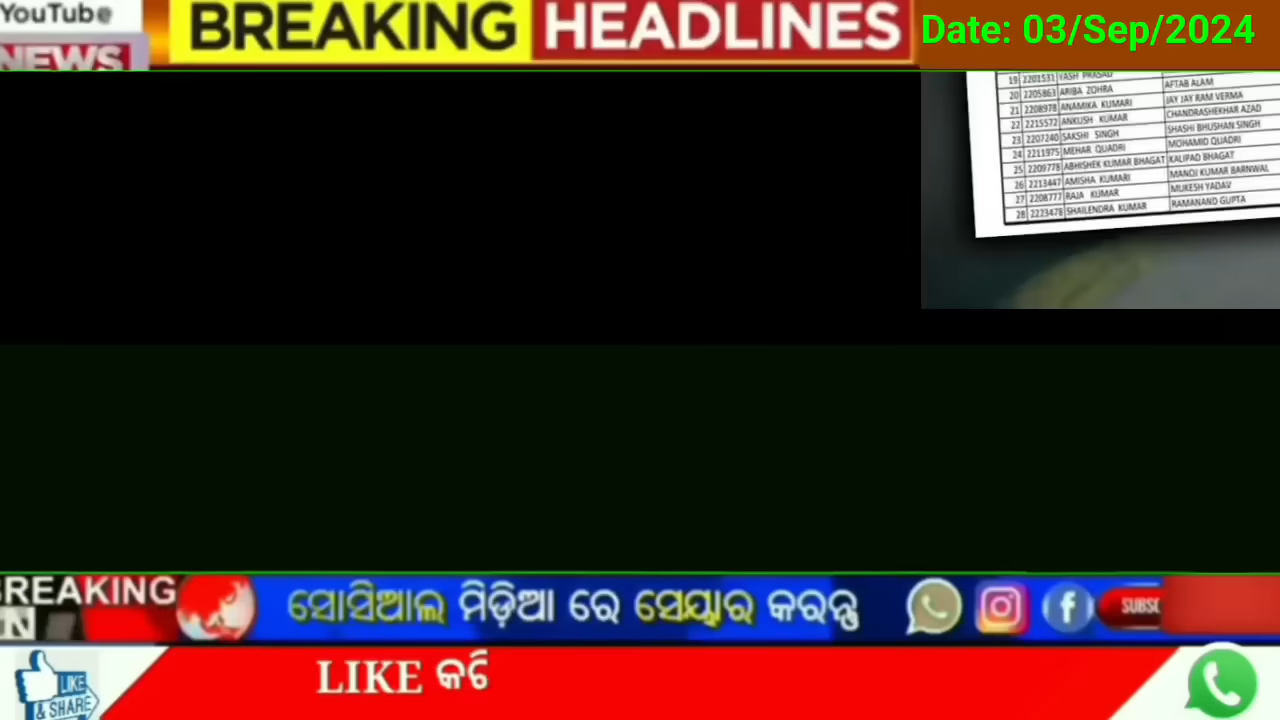 YouTube
NEWS
BREAKING HEADLINES
Date: 03/Sep/2024
19 2201531 YASH PRASAD
20 2205863 ARIBA ZOHRA AFTAB ALAM
21 2208978 ANAMIKA KUMARI JAY JAY RAM VERMA
22 2215572 ANKUSH KUMAR CHANDRASHEKHAR AZAD
23 2207240 SAKSHI SINGH SHASHI BHUSHAN SINGH
24 2211975 MEHAR QUADRI MOHAMID QUADRI
25 2209778 ABHISHEK KUMAR BHAGAT KALIPAD BHAGAT
26 2213447 AMISHA KUMARI MANOJ KUMAR BARNWAL
27 2208777 RAJA KUMAR MUKESH YADAV
28 2223478 SHAILENDRA KUMAR RAMANAND GUPTA
BREAKING
N
ସୋସିଆଲ ମିଡ଼ିଆ ରେ ସେୟାର କରନ୍ତୁ
SUBSC
LIKE
& SHARE
LIKE କଟି